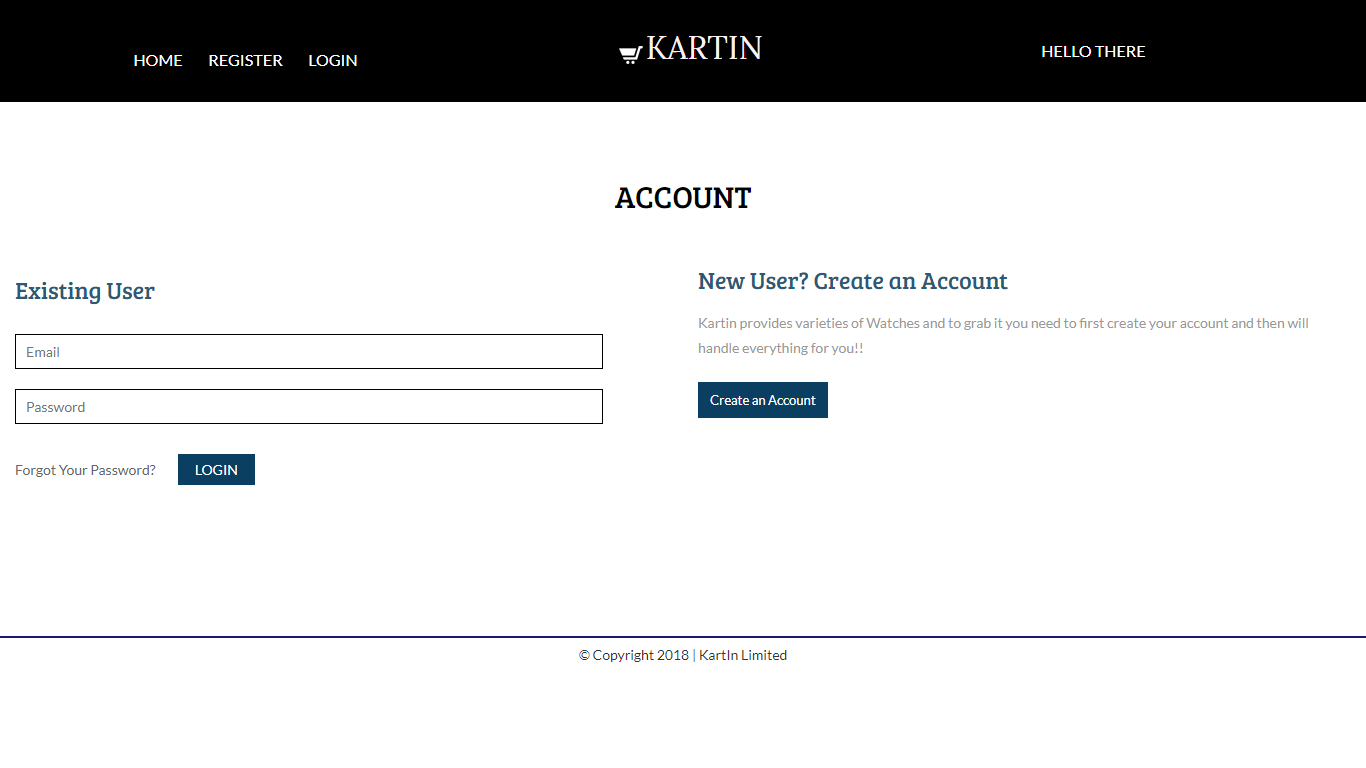 HOME REGISTER LOGIN
KARTIN
HELLO THERE
ACCOUNT
Existing User
Email
Password
Forgot Your Password? LOGIN
New User? Create an Account
Kartin provides varieties of Watches and to grab it you need to first create your account and then will
handle everything for you!!
Create an Account
© Copyright 2018 | KartIn Limited